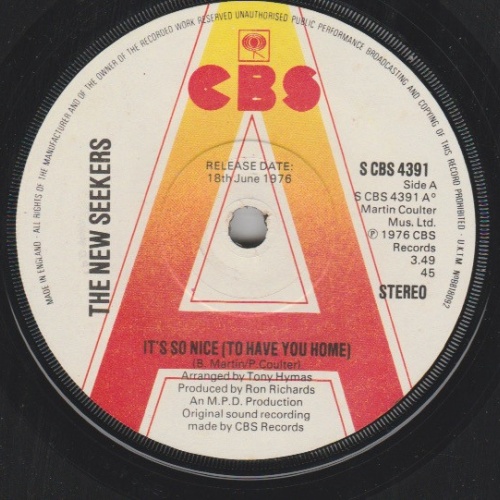 MADE IN ENGLAND · ALL RIGHTS OF THE MANUFACTURER AND OF THE OWNER OF THE RECORDED WORK RESERVED UNAUTHORISED PUBLIC PERFORMANCE BROADCASTING AND COPYING OF THIS RECORD PROHIBITED · U.K.T.M. Nº
CBS
THE NEW SEEKERS
RELEASE DATE:
18th June 1976
S CBS 4391
Side A
S CBS 4391 Aº
Martin Coulter
Mus. Ltd.
℗ 1976 CBS
Records
3.49
45
STEREO
A
IT'S SO NICE (TO HAVE YOU HOME)
(B. Martin/P. Coulter)
Arranged by Tony Hymas
Produced by Ron Richards
An M.P.D. Production
Original sound recording
made by CBS Records